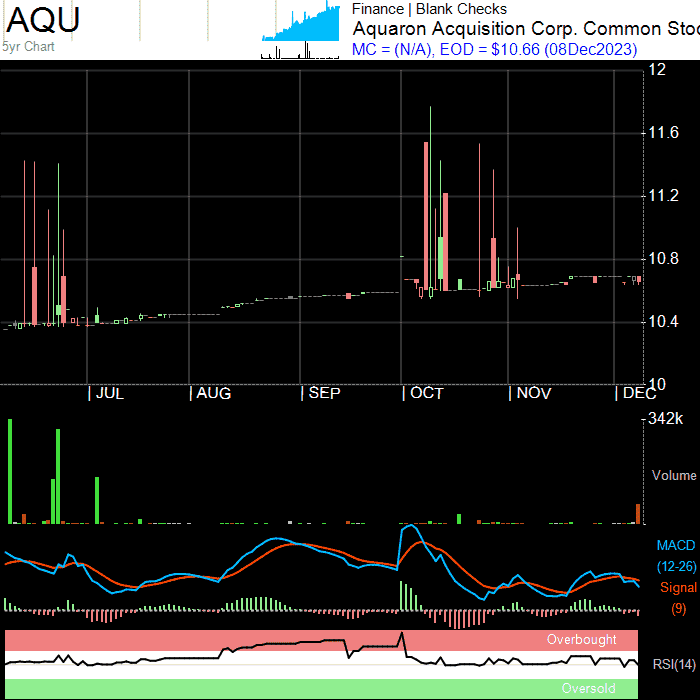 AQU
5yr Chart
Finance | Blank Checks
Aquaron Acquisition Corp. Common Stoc
MC = (N/A), EOD = $10.66 (08Dec2023)
12
11.6
11.2
10.8
10.4
10
JUL AUG SEP OCT NOV DEC
342k
Volume
MACD
(12-26)
Signal
(9)
Overbought
RSI(14)
Oversold